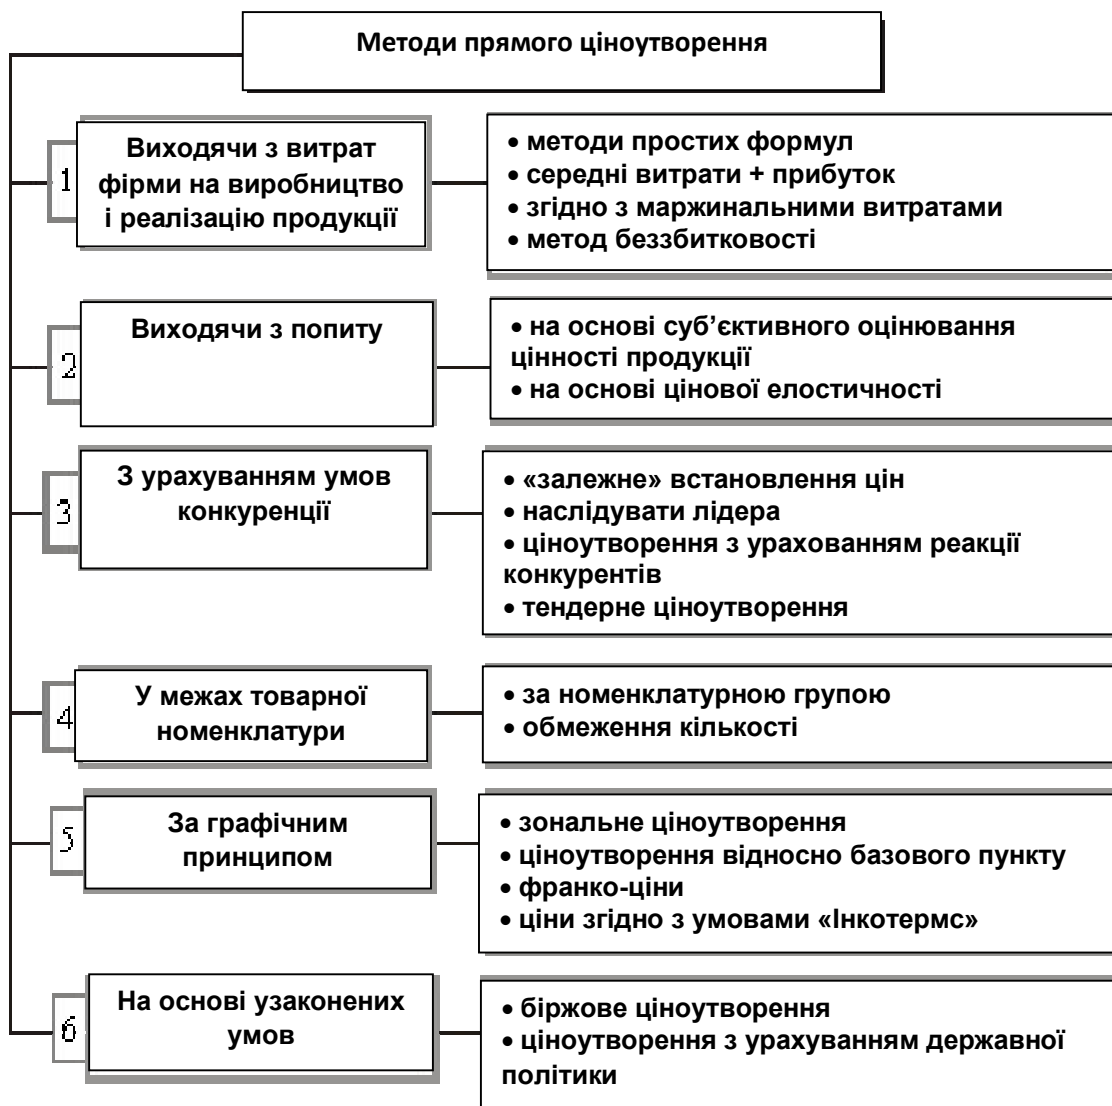 Методи прямого ціноутворення
1
Виходячи з витрат
фірми на виробництво
і реалізацію продукції
• методи простих формул
• середні витрати + прибуток
• згідно з маржинальними витратами
• метод беззбитковості
2
Виходячи з попиту
• на основі суб’єктивного оцінювання
цінності продукції
• на основі цінової елостичності
3
З урахуванням умов
конкуренції
• «залежне» встановлення цін
• наслідувати лідера
• ціноутворення з урахованням реакції
конкурентів
• тендерне ціноутворення
4
У межах товарної
номенклатури
• за номенклатурною групою
• обмеження кількості
5
За графічним
принципом
• зональне ціноутворення
• ціноутворення відносно базового пункту
• франко-ціни
• ціни згідно з умовами «Інкотермс»
6
На основі узаконених
умов
• біржове ціноутворення
• ціноутворення з урахуванням державної
політики